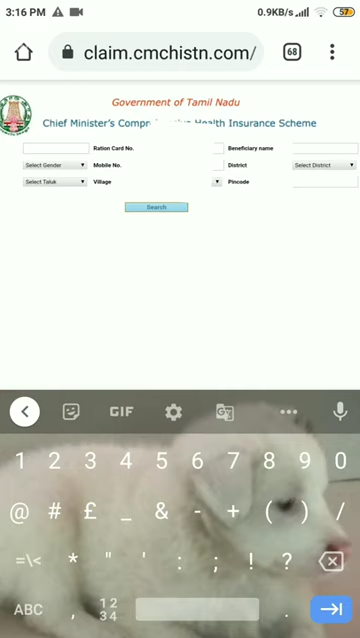 3:16 PM 0.9KB/s 57
claim.cmchistn.com/ 68
Government of Tamil Nadu
Chief Minister's Health Insurance Scheme
Ration Card No. Beneficiary name
Select Gender Mobile No. District Select District
Select Taluk Village Pincode
Search
GIF
1 2 3 4 5 6 7 8 9 0
@ # £ _ & - + ( ) /
=\< * " ' : ; ! ?
ABC , 12 34 .